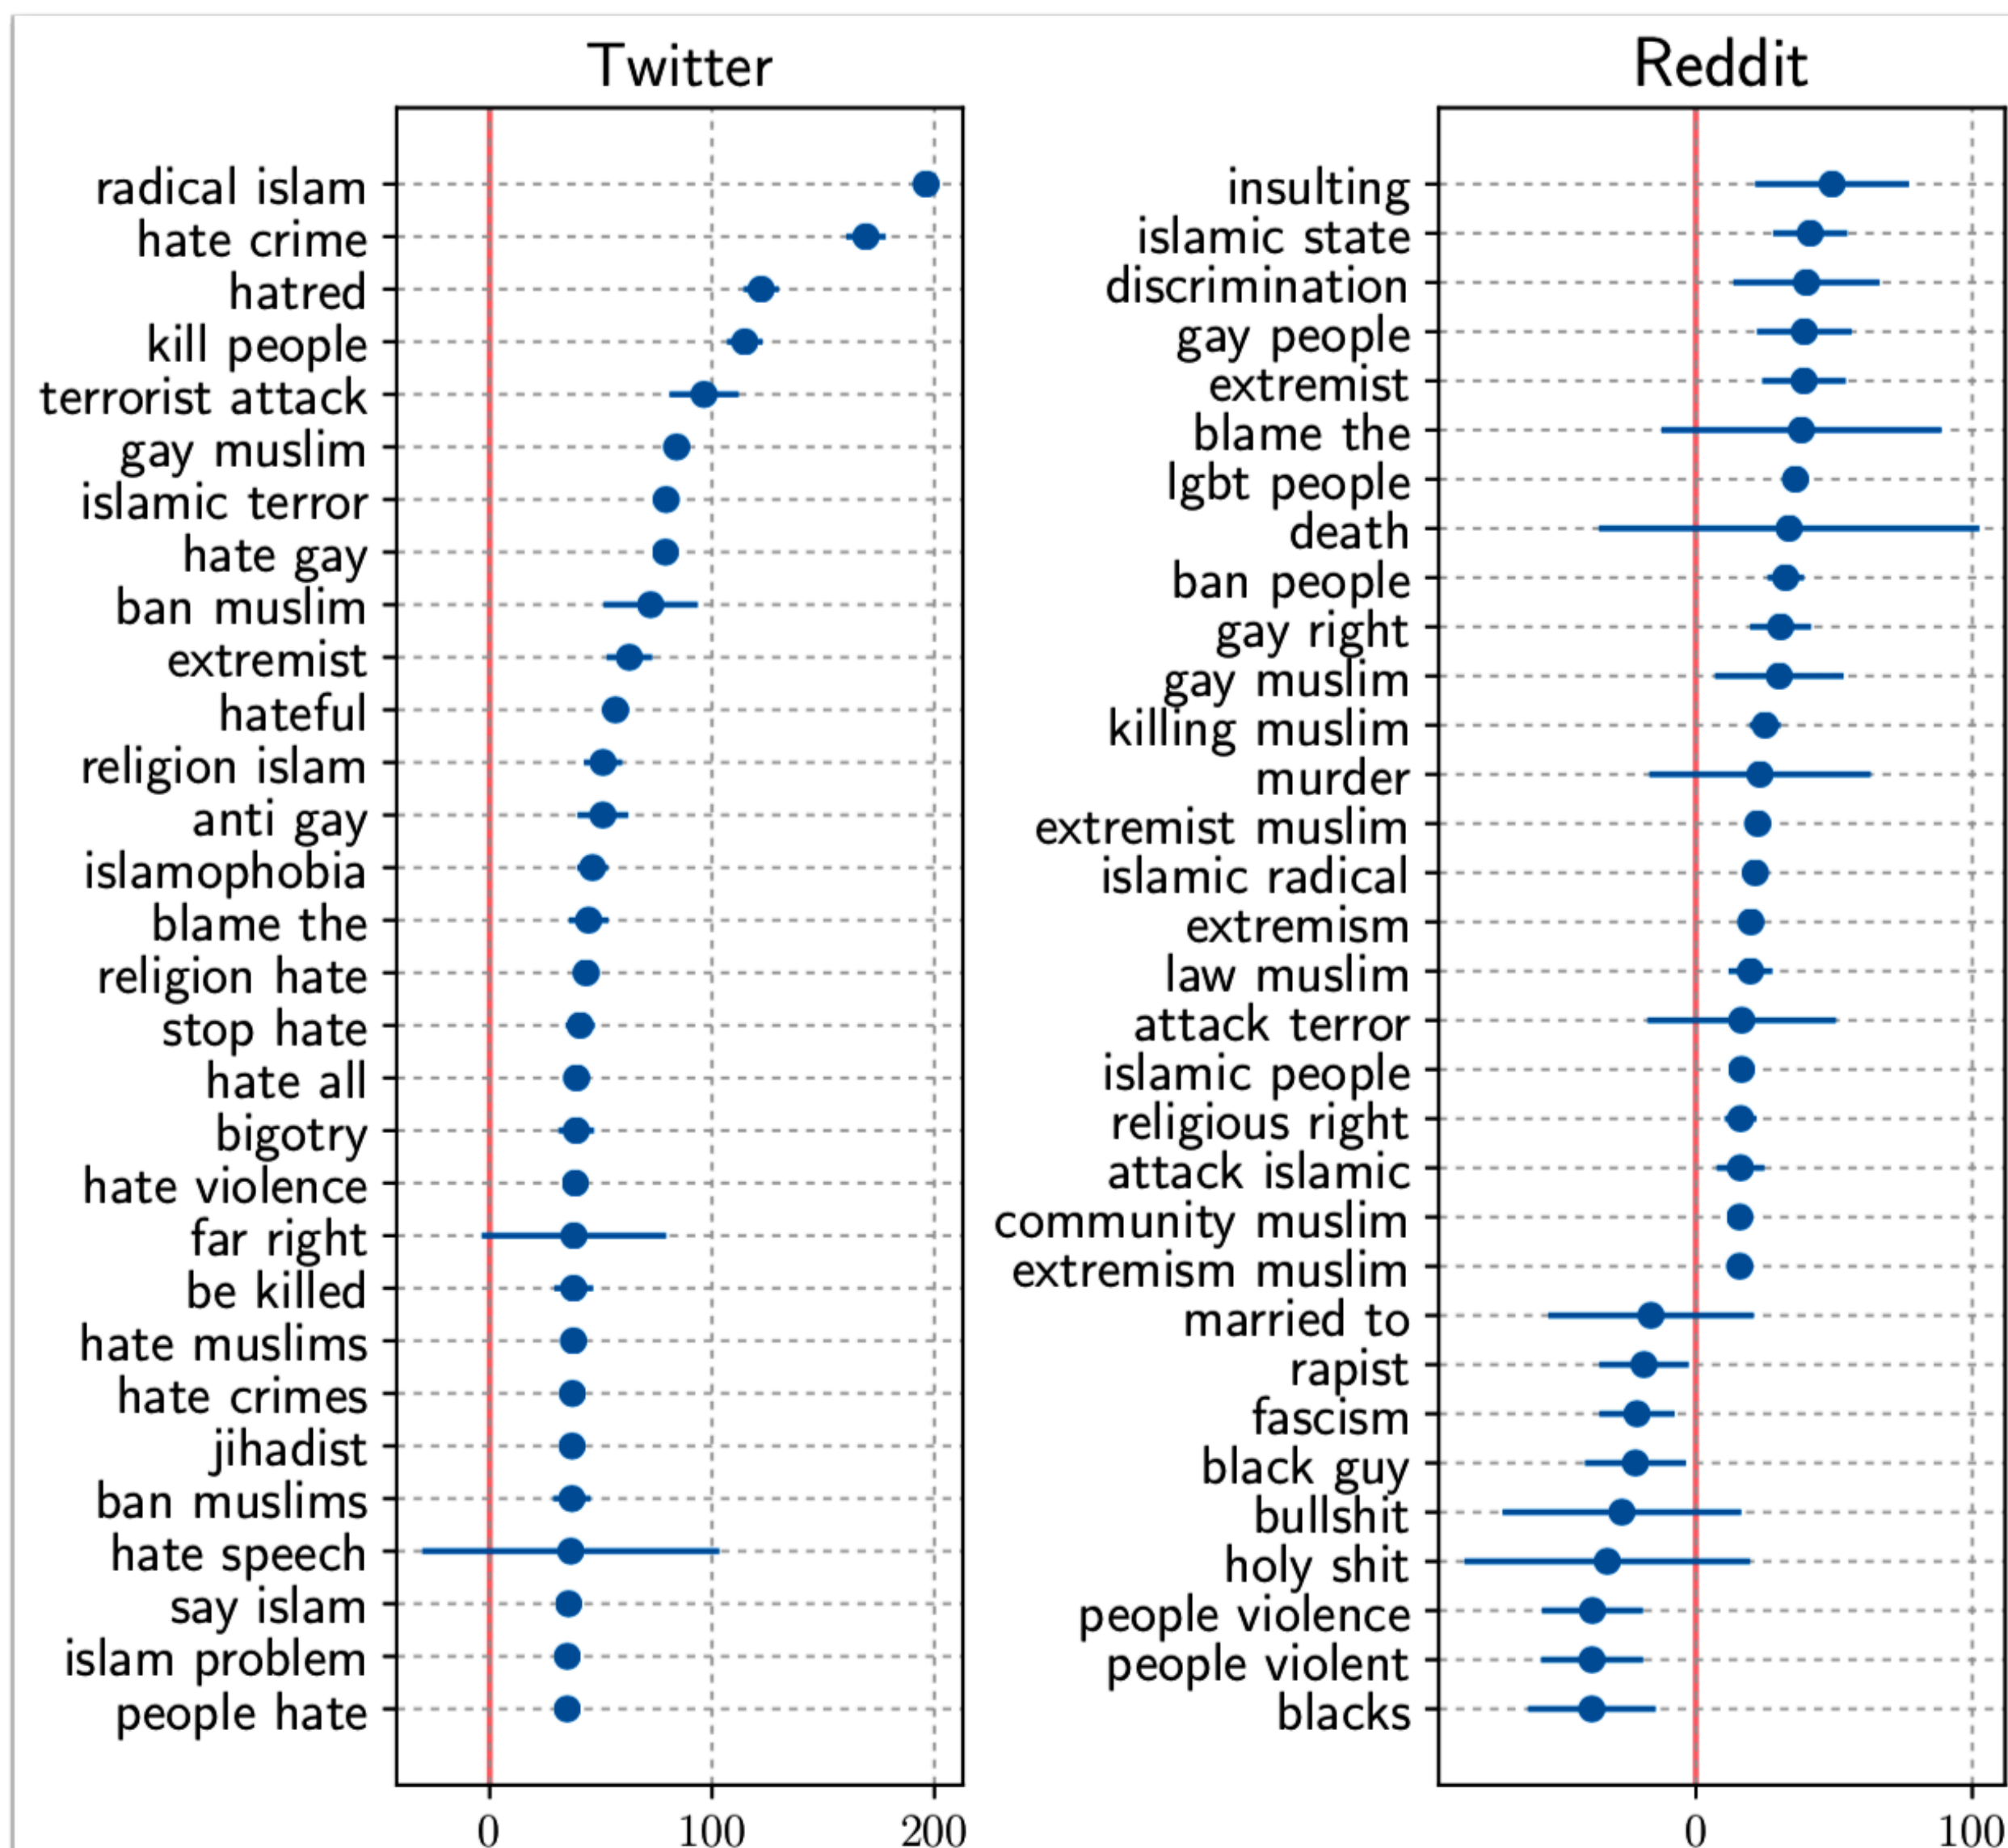 Twitter
radical islam
hate crime
hatred
kill people
terrorist attack
gay muslim
islamic terror
hate gay
ban muslim
extremist
hateful
religion islam
anti gay
islamophobia
blame the
religion hate
stop hate
hate all
bigotry
hate violence
far right
be killed
hate muslims
hate crimes
jihadist
ban muslims
hate speech
say islam
islam problem
people hate
0 100 200
Reddit
insulting
islamic state
discrimination
gay people
extremist
blame the
lgbt people
death
ban people
gay right
gay muslim
killing muslim
murder
extremist muslim
islamic radical
extremism
law muslim
attack terror
islamic people
religious right
attack islamic
community muslim
extremism muslim
married to
rapist
fascism
black guy
bullshit
holy shit
people violence
people violent
blacks
0 100